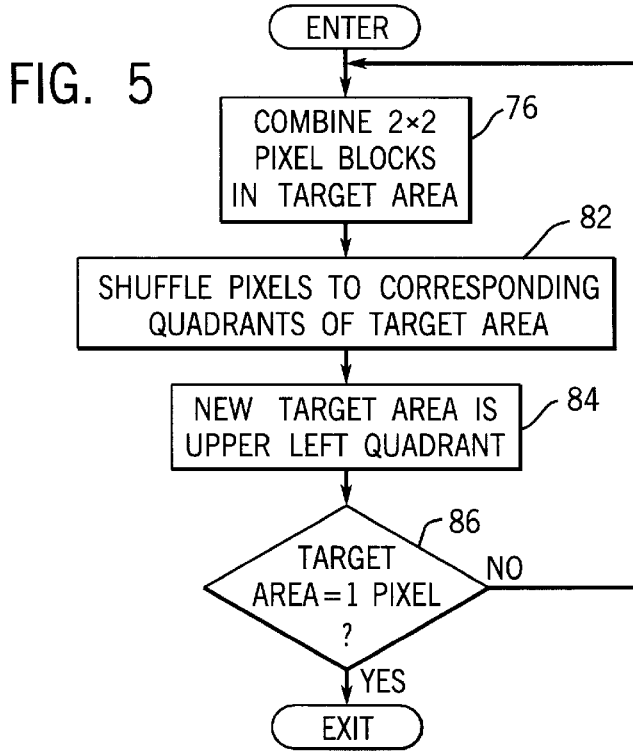 ENTER
FIG. 5
COMBINE 2×2
PIXEL BLOCKS
IN TARGET AREA
76
82
SHUFFLE PIXELS TO CORRESPONDING
QUADRANTS OF TARGET AREA
NEW TARGET AREA IS
UPPER LEFT QUADRANT
84
86
TARGET
AREA=1 PIXEL
?
NO
YES
EXIT